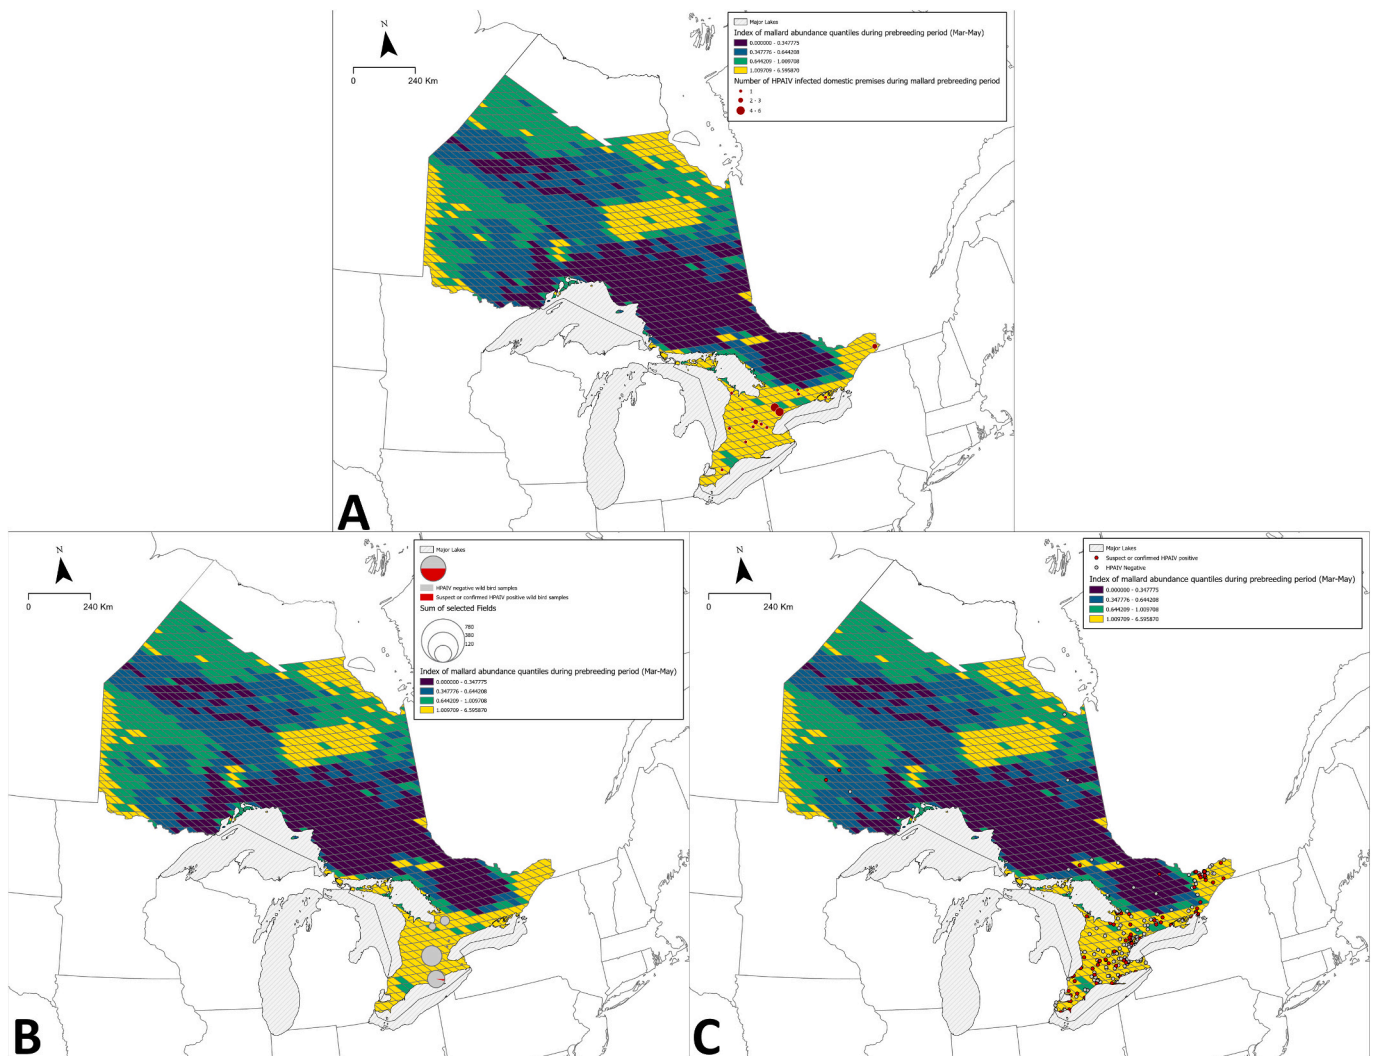 N
0
240 Km
Major Lakes
Index of mallard abundance quantiles during prebreeding period (Mar-May)
0.000000 - 0.347775
0.347776 - 0.644208
0.644209 - 1.009708
1.009709 - 6.595870
Number of HPAIV infected domestic premises during mallard prebreeding period
1
2 - 3
4 - 6
A
N
0
240 Km
Major Lakes
HPAIV negative wild bird samples
Suspect or confirmed HPAIV positive wild bird samples
Sum of selected Fields
780
380
120
Index of mallard abundance quantiles during prebreeding period (Mar-May)
0.000000 - 0.347775
0.347776 - 0.644208
0.644209 - 1.009708
1.009709 - 6.595870
B
N
0
240 Km
Major Lakes
Suspect or confirmed HPAIV positive
HPAIV Negative
Index of mallard abundance quantiles during prebreeding period (Mar-May)
0.000000 - 0.347775
0.347776 - 0.644208
0.644209 - 1.009708
1.009709 - 6.595870
C